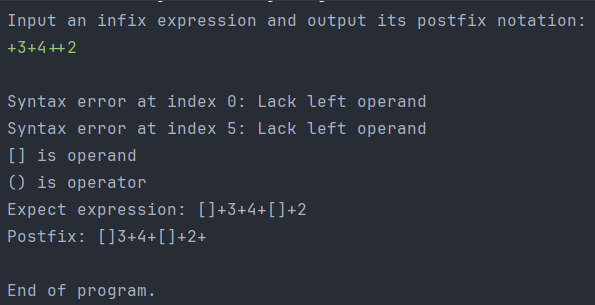 Input an infix expression and output its postfix notation:
+3+4++2
Syntax error at index 0: Lack left operand
Syntax error at index 5: Lack left operand
[] is operand
() is operator
Expect expression: []+3+4+[]+2
Postfix: []3+4+[]+2+
End of program.